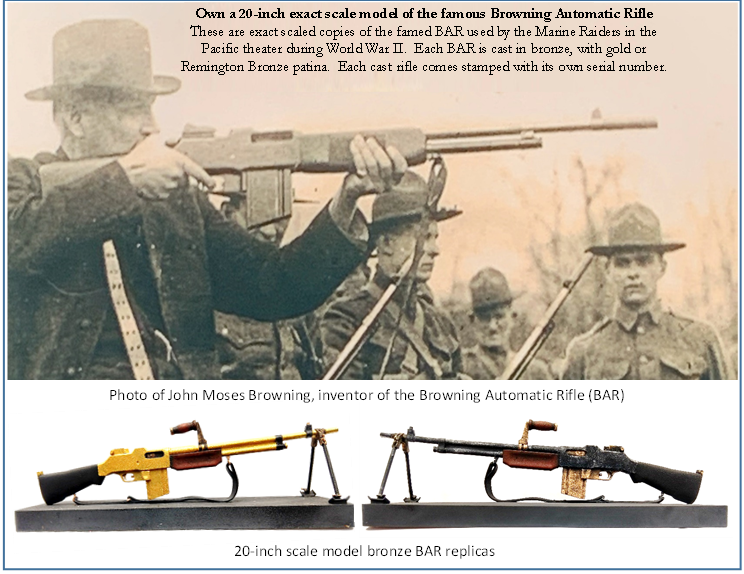 Own a 20-inch exact scale model of the famous Browning Automatic Rifle
These are exact scaled copies of the famed BAR used by the Marine Raiders in the
Pacific theater during World War II.  Each BAR is cast in bronze, with gold or
Remington Bronze patina.  Each cast rifle comes stamped with its own serial number.
Photo of John Moses Browning, inventor of the Browning Automatic Rifle (BAR)
20-inch scale model bronze BAR replicas